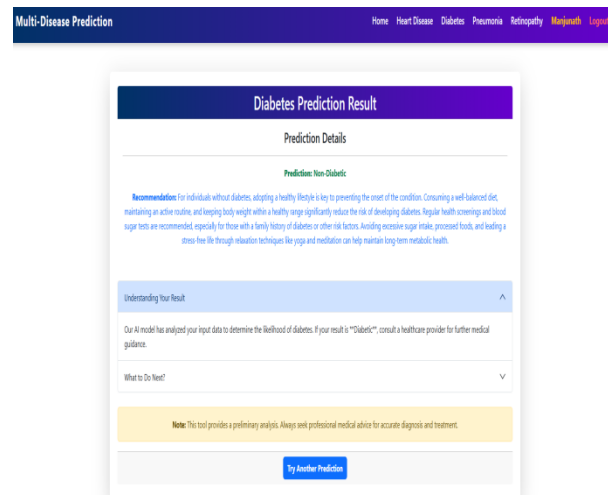 Multi-Disease Prediction
Home Heart Disease Diabetes Pneumonia Retinopathy Manjunath Logout
Diabetes Prediction Result
Prediction Details
Prediction: Non-Diabetic
Recommendation: For individuals without diabetes, adopting a healthy lifestyle is key to preventing the onset of the condition. Consuming a well-balanced diet,
maintaining an active routine, and keeping body weight within a healthy range significantly reduce the risk of developing diabetes. Regular health screenings and blood
sugar tests are recommended, especially for those with a family history of diabetes or other risk factors. Avoiding excessive sugar intake, processed foods, and leading a
stress-free life through relaxation techniques like yoga and meditation can help maintain long-term metabolic health.
Understanding Your Result
Our AI model has analyzed your input data to determine the likelihood of diabetes. If your result is **Diabetic**, consult a healthcare provider for further medical
guidance.
What to Do Next?
Note: This tool provides a preliminary analysis. Always seek professional medical advice for accurate diagnosis and treatment.
Try Another Prediction